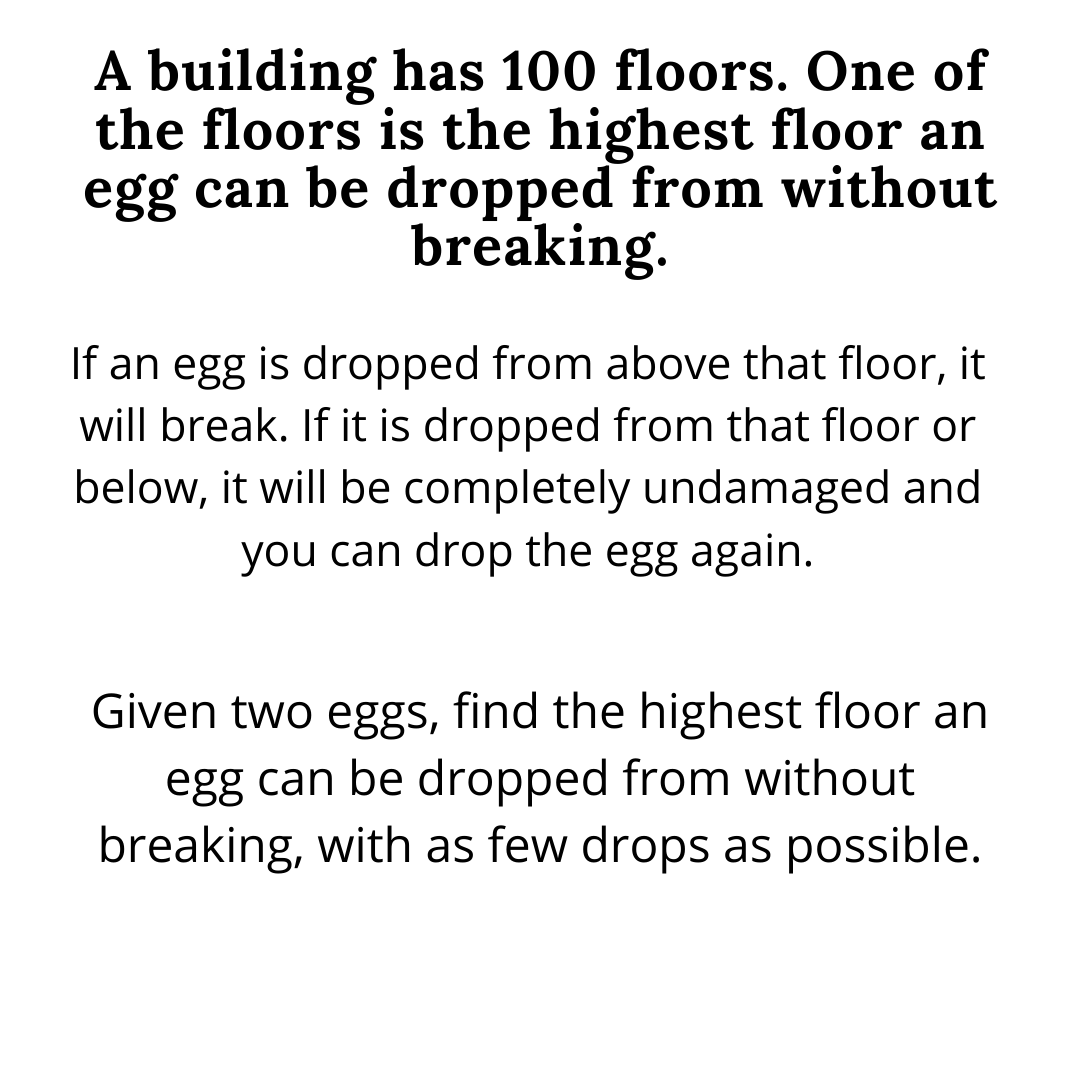 A building has 100 floors. One of
the floors is the highest floor an
egg can be dropped from without
breaking.
If an egg is dropped from above that floor, it
will break. If it is dropped from that floor or
below, it will be completely undamaged and
you can drop the egg again.
Given two eggs, find the highest floor an
egg can be dropped from without
breaking, with as few drops as possible.